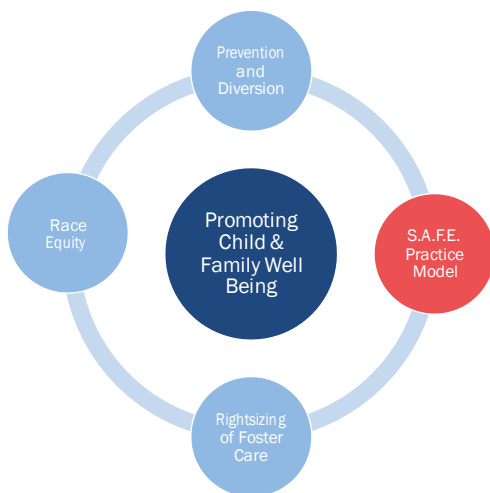 Prevention
and
Diversion
Race
Equity
Promoting
Child &
Family Well
Being
S.A.F.E.
Practice
Model
Rightsizing
of Foster
Care